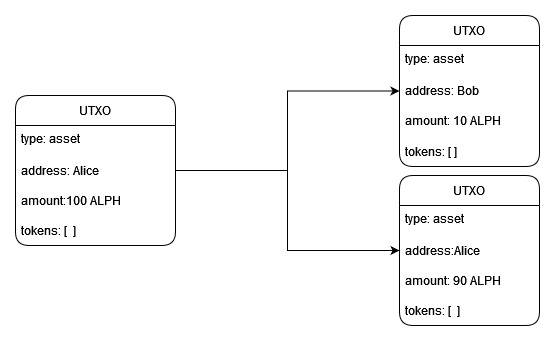 UTXO
type: asset
address: Alice
amount:100 ALPH
tokens: [ ]
UTXO
type: asset
address: Bob
amount: 10 ALPH
tokens: [ ]
UTXO
type: asset
address:Alice
amount: 90 ALPH
tokens: [ ]